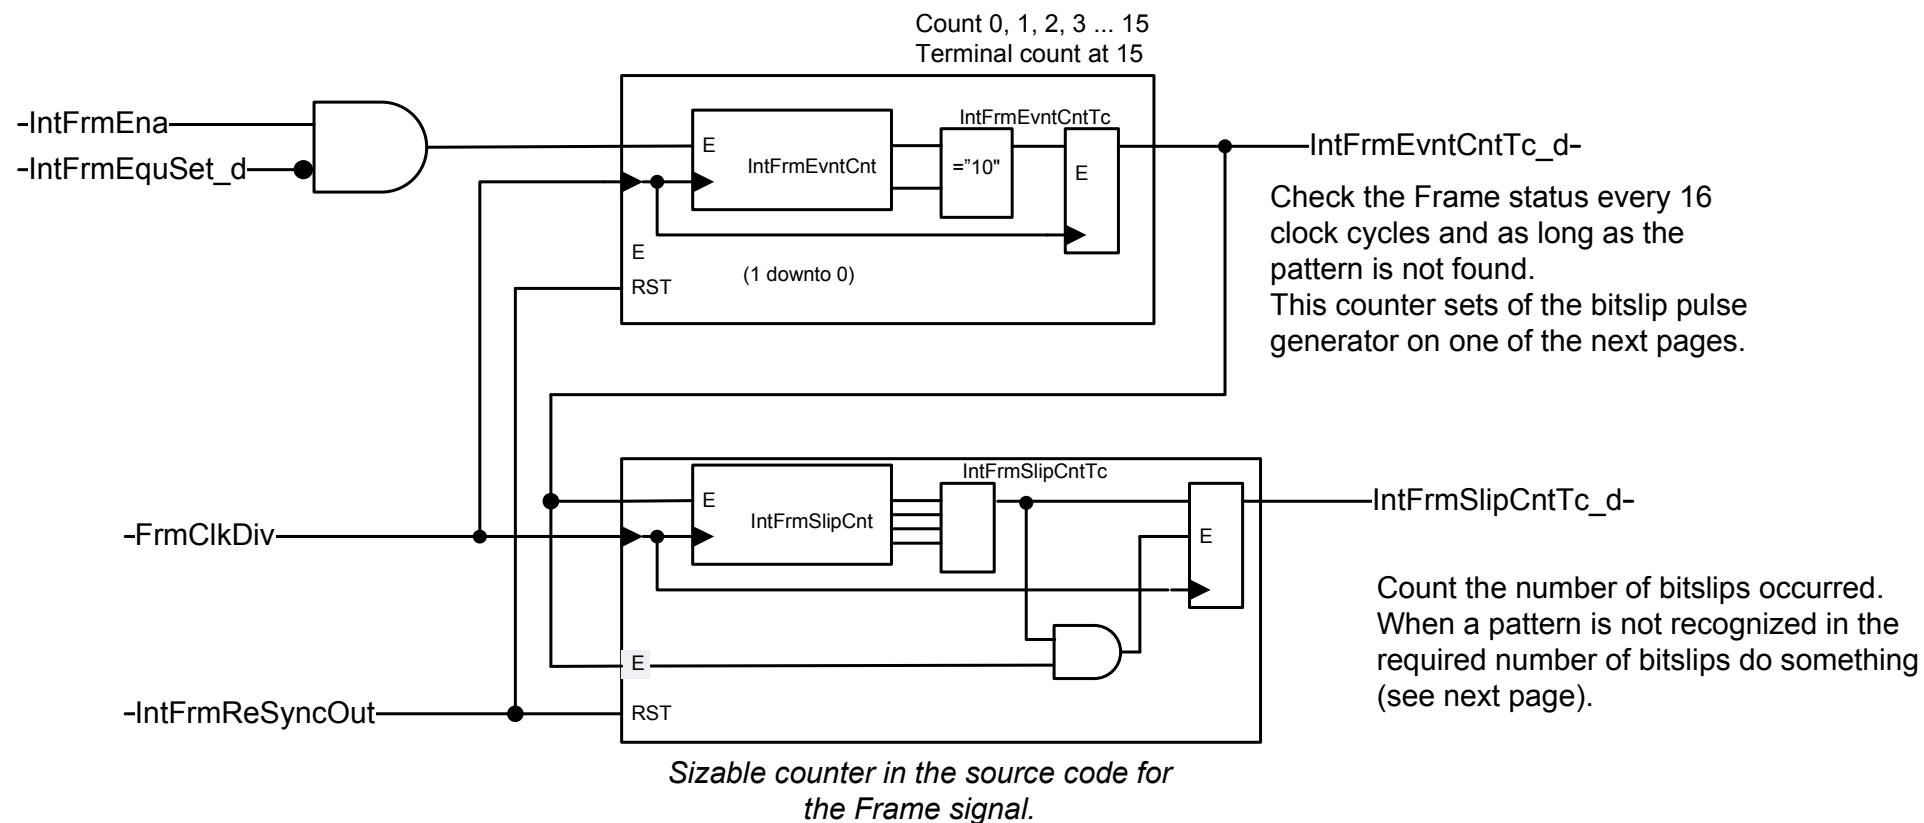 Count 0, 1, 2, 3 ... 15
Terminal count at 15
-IntFrmEna
-IntFrmEquSet_d
E
IntFrmEvntCnt
IntFrmEvntCntTc
="10"
E
E
RST
(1 downto 0)
IntFrmEvntCntTc_d-
Check the Frame status every 16
clock cycles and as long as the
pattern is not found.
This counter sets of the bitslip pulse
generator on one of the next pages.
-FrmClkDiv
-IntFrmReSyncOut
E
IntFrmSlipCnt
IntFrmSlipCntTc
E
E
RST
IntFrmSlipCntTc_d-
Count the number of bitslips occurred.
When a pattern is not recognized in the
required number of bitslips do something
(see next page).
Sizable counter in the source code for
the Frame signal.